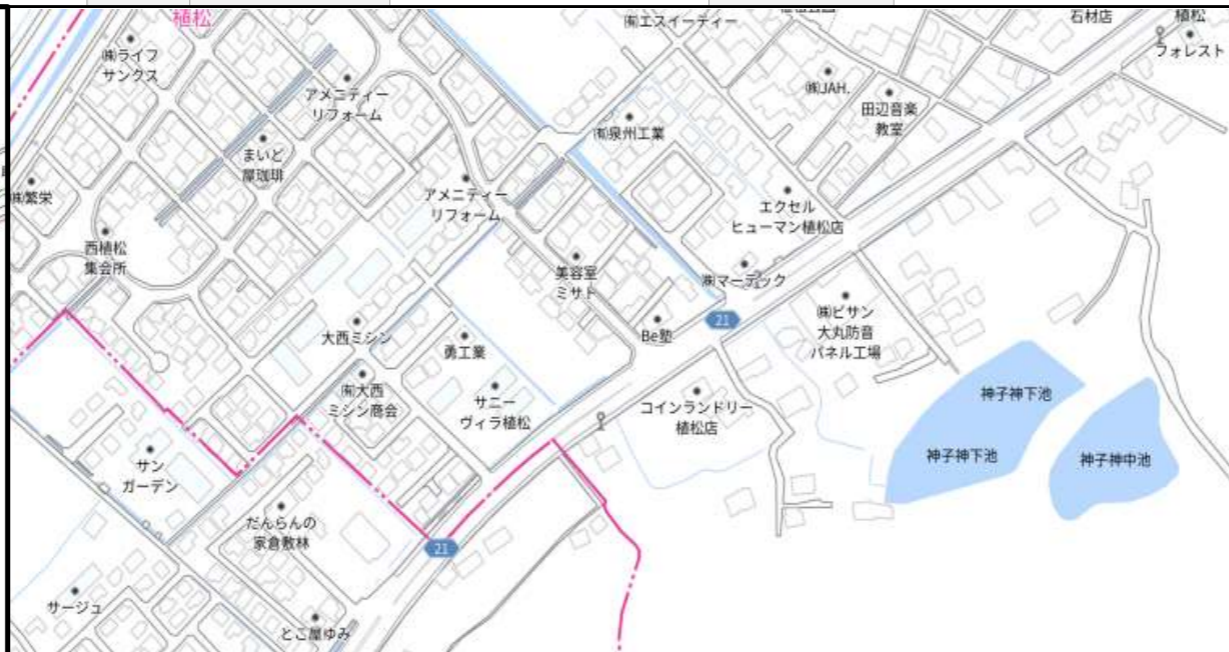 植松
㈱ライフ
サンクス
アメニティー
リフォーム
まいど
屋珈琲
㈱繁栄
西植松
集会所
㈲エスイーティー
石材店
植松
フォレスト
㈱JAH.
田辺音楽
教室
㈲泉州工業
アメニティー
リフォーム
エクセル
ヒューマン植松店
美容室
ミサト
㈱マーテック
21
Be塾
㈱ビサン
大丸防音
パネル工場
大西ミシン
勇工業
㈲大西
ミシン商会
サニー
ヴィラ植松
コインランドリー
植松店
神子神下池
神子神下池
神子神中池
サン
ガーデン
だんらんの
家倉敷林
21
サージュ
とこ屋ゆみ